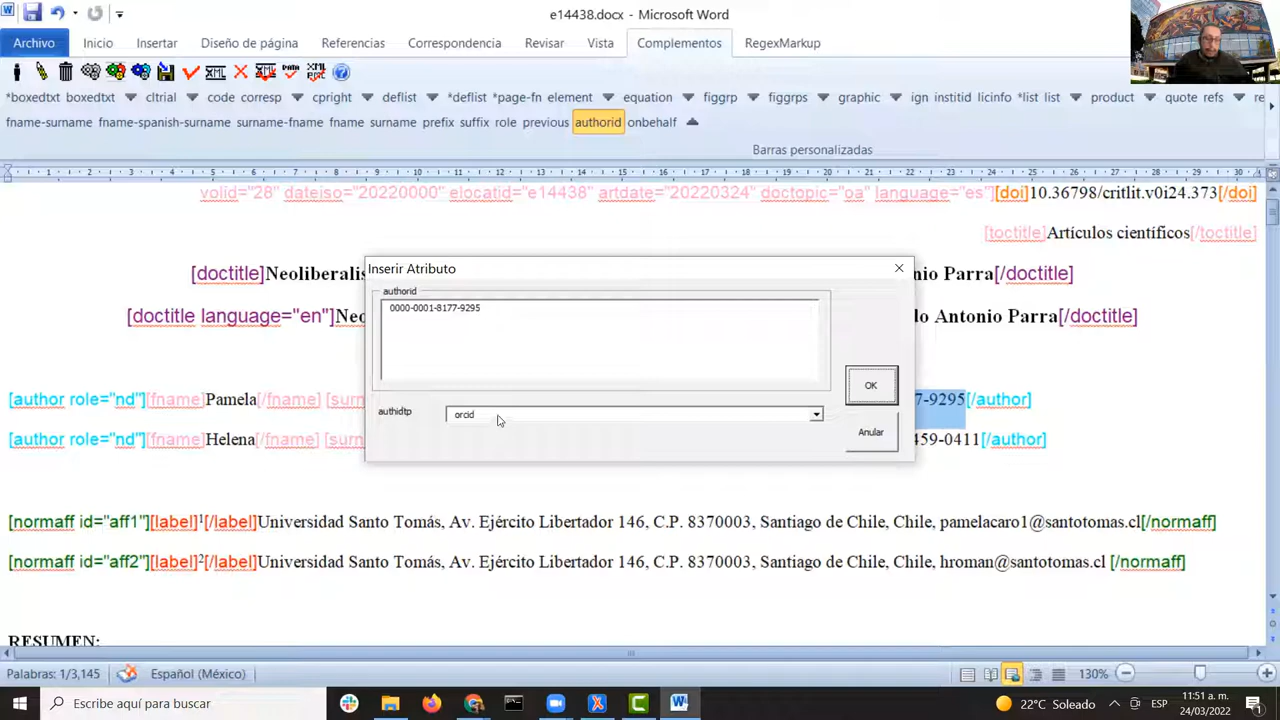 e14438.docx - Microsoft Word
Archivo Inicio Insertar Diseño de página Referencias Correspondencia Revisar Vista Complementos RegexMarkup
*boxedtxt boxedtxt cltrial code corresp cpright deflist *deflist *page-fn element equation figgrp figgrps graphic ign institid licinfo *list list product quote refs re
fname-surname fname-spanish-surname surname-fname fname surname prefix suffix role previous authorid onbehalf
Barras personalizadas
volid="28" dateiso="20220000" elocatid="e14438" artdate="20220324" doctopic="oa" language="es"][doi]10.36798/critlit.v0i24.373[/doi]
[toctitle]Artículos científicos[/toctitle]
Inserir Atributo
[doctitle]Neoliberalis nio Parra[/doctitle]
authorid
0000-0001-8177-9295
[doctitle language="en"]Neo do Antonio Parra[/doctitle]
OK
[author role="nd"][fname]Pamela[/fname] [surn 7-9295[/author]
authidtp orcid
Anular
[author role="nd"][fname]Helena[/fname] [surn 459-0411[/author]
[normaff id="aff1"][label]1[/label]Universidad Santo Tomás, Av. Ejército Libertador 146, C.P. 8370003, Santiago de Chile, Chile, pamelacaro1@santotomas.cl[/normaff]
[normaff id="aff2"][label]2[/label]Universidad Santo Tomás, Av. Ejército Libertador 146, C.P. 8370003, Santiago de Chile, Chile, hroman@santotomas.cl [/normaff]
RESUMEN:
Palabras: 1/3,145 Español (México) 130%
Escribe aquí para buscar 22°C Soleado ESP 11:51 a. m. 24/03/2022